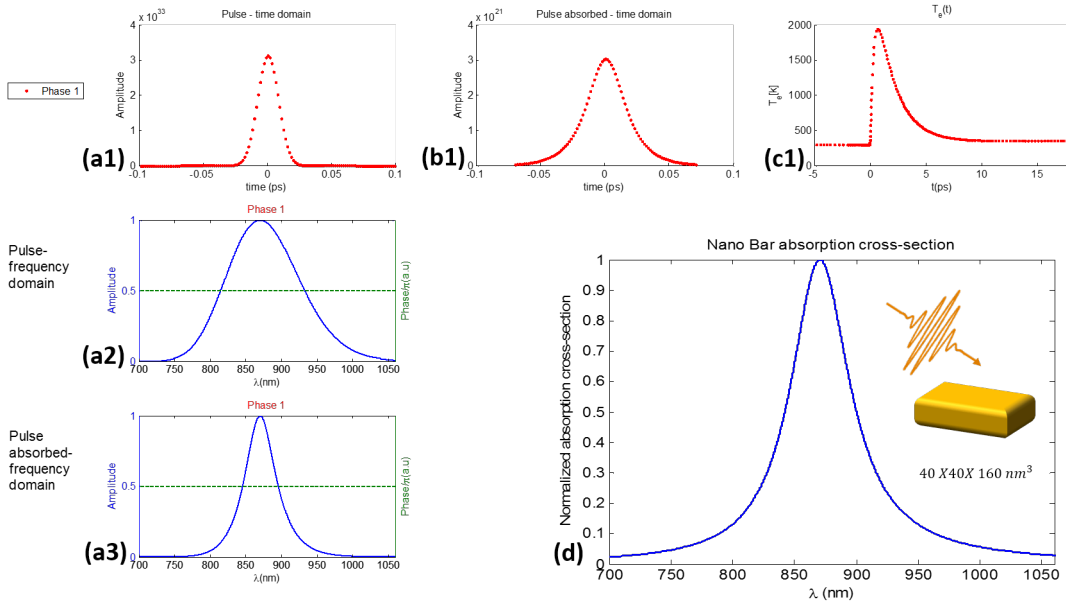 Phase 1
× 10^33
Pulse - time domain
Amplitude
4
3
2
1
0
-0.1
-0.05
0
0.05
0.1
time (ps)
(a1)
× 10^21
Pulse absorbed - time domain
Amplitude
4
3
2
1
0
-0.1
-0.05
0
0.05
0.1
time (ps)
(b1)
T_e(t)
T_e[K]
2000
1500
1000
500
0
-5
0
5
10
15
t(ps)
(c1)
Pulse-
frequency
domain
Phase 1
Amplitude
1
0.5
0
700
750
800
850
900
950
1000
1050
λ(nm)
Phase/π(a.u)
(a2)
Pulse
absorbed-
frequency
domain
Phase 1
Amplitude
1
0.5
0
700
750
800
850
900
950
1000
1050
λ(nm)
Phase/π(a.u)
(a3)
Nano Bar absorption cross-section
Normalized absorption cross-section
1
0.9
0.8
0.7
0.6
0.5
0.4
0.3
0.2
0.1
0
700
750
800
850
900
950
1000
1050
λ (nm)
40 X40X 160 nm³
(d)